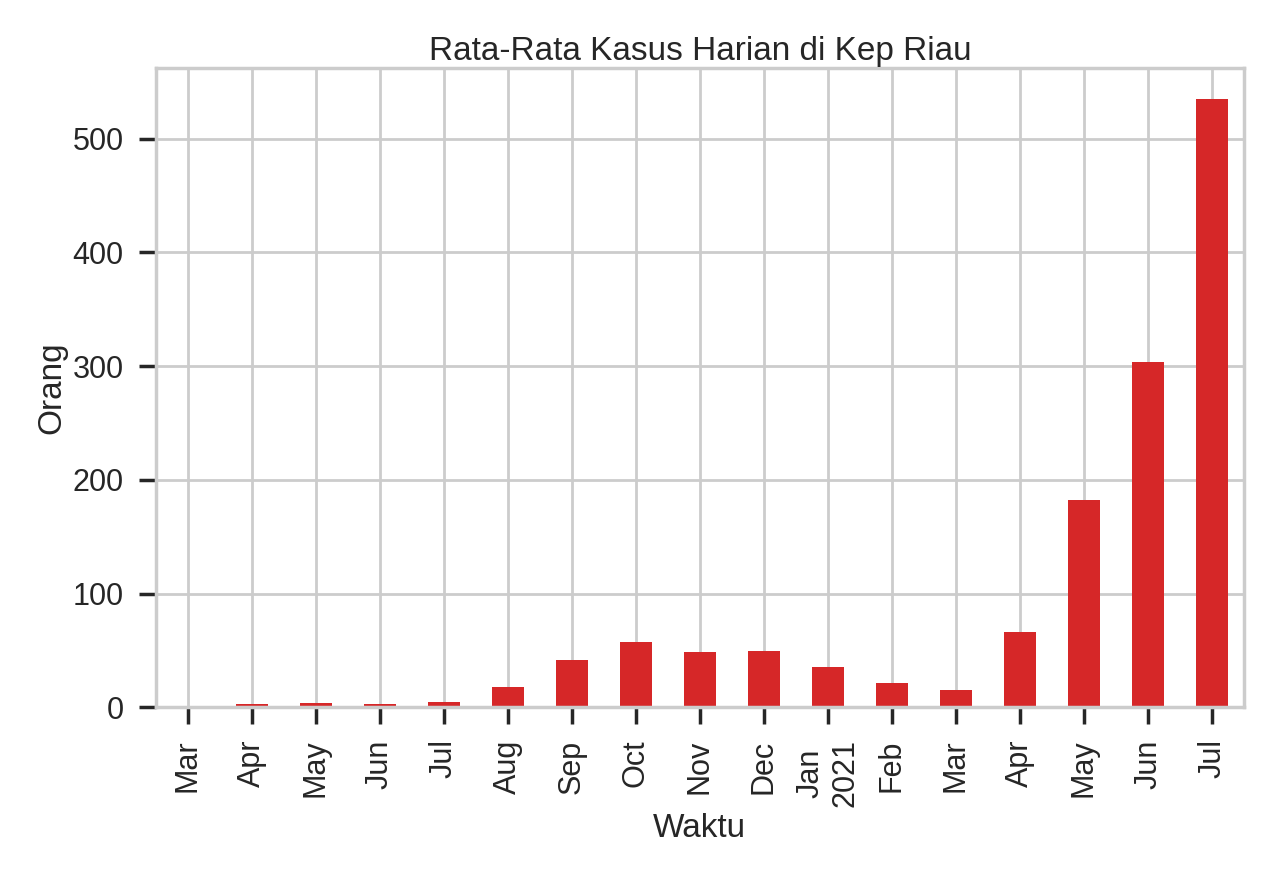 Rata-Rata Kasus Harian di Kep Riau
500
400
300
200
100
0
Orang
Mar
Apr
May
Jun
Jul
Aug
Sep
Oct
Nov
Dec
Jan
2021
Feb
Mar
Apr
May
Jun
Jul
Waktu